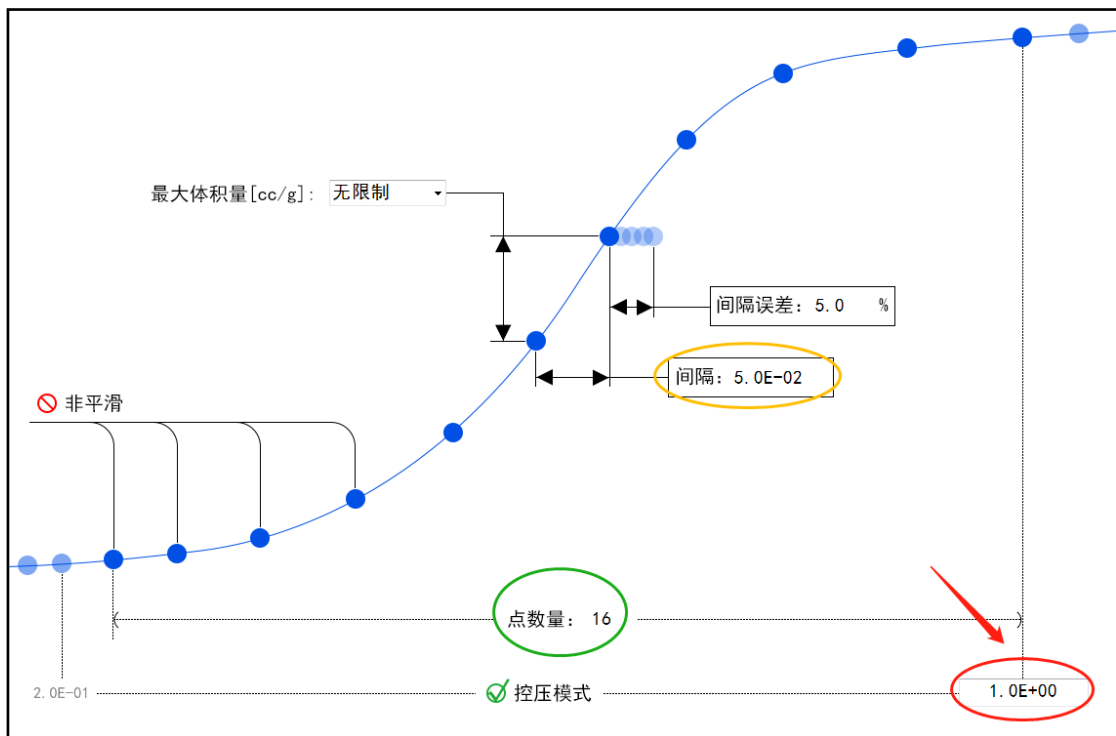 最大体积量[cc/g]: 无限制
间隔误差: 5.0 %
间隔: 5.0E-02
非平滑
点数量: 16
2.0E-01
控压模式
1.0E+00